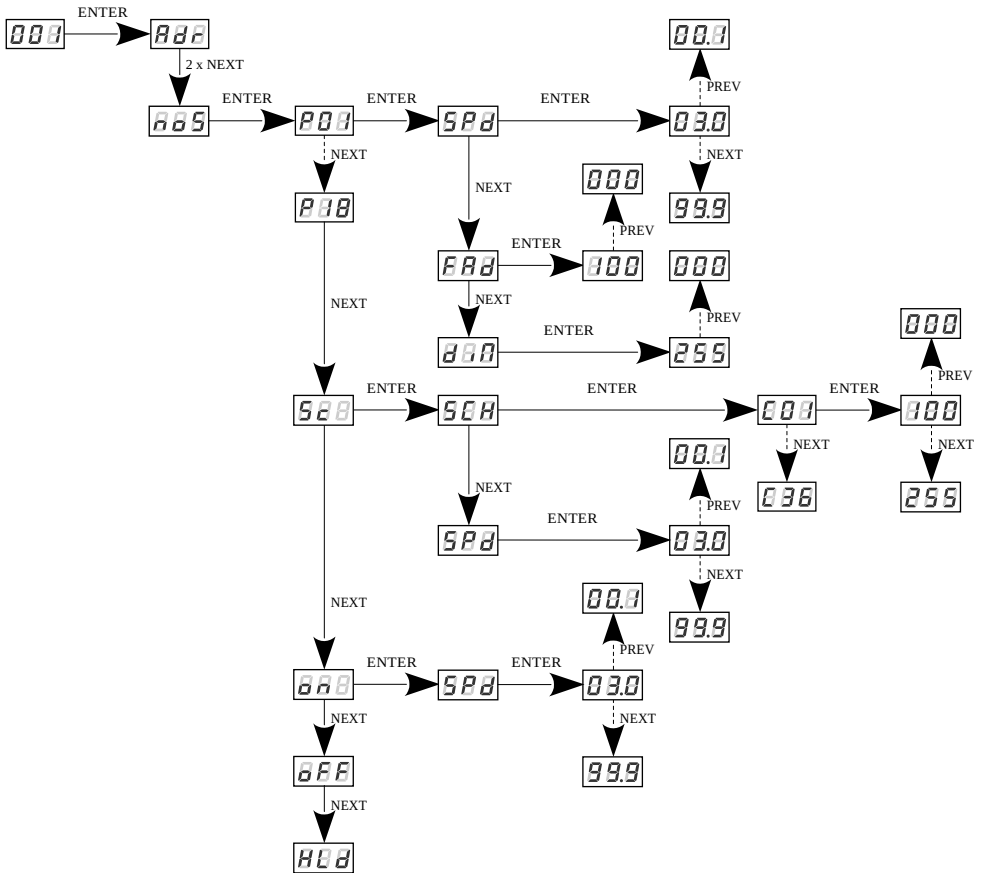 ENTER
001
Adr
00.1
2 x NEXT
PREV
ENTER
ENTER
ENTER
noS
P01
SPd
03.0
NEXT
NEXT
000
NEXT
P18
99.9
PREV
ENTER
FAd
100
000
NEXT
NEXT
PREV
000
ENTER
din
255
PREV
ENTER
ENTER
ENTER
Sc
SCH
C01
100
NEXT
NEXT
00.1
NEXT
C36
255
PREV
ENTER
SPd
03.0
NEXT
00.1
NEXT
99.9
PREV
ENTER
ENTER
on
SPd
03.0
NEXT
NEXT
oFF
99.9
NEXT
HLd